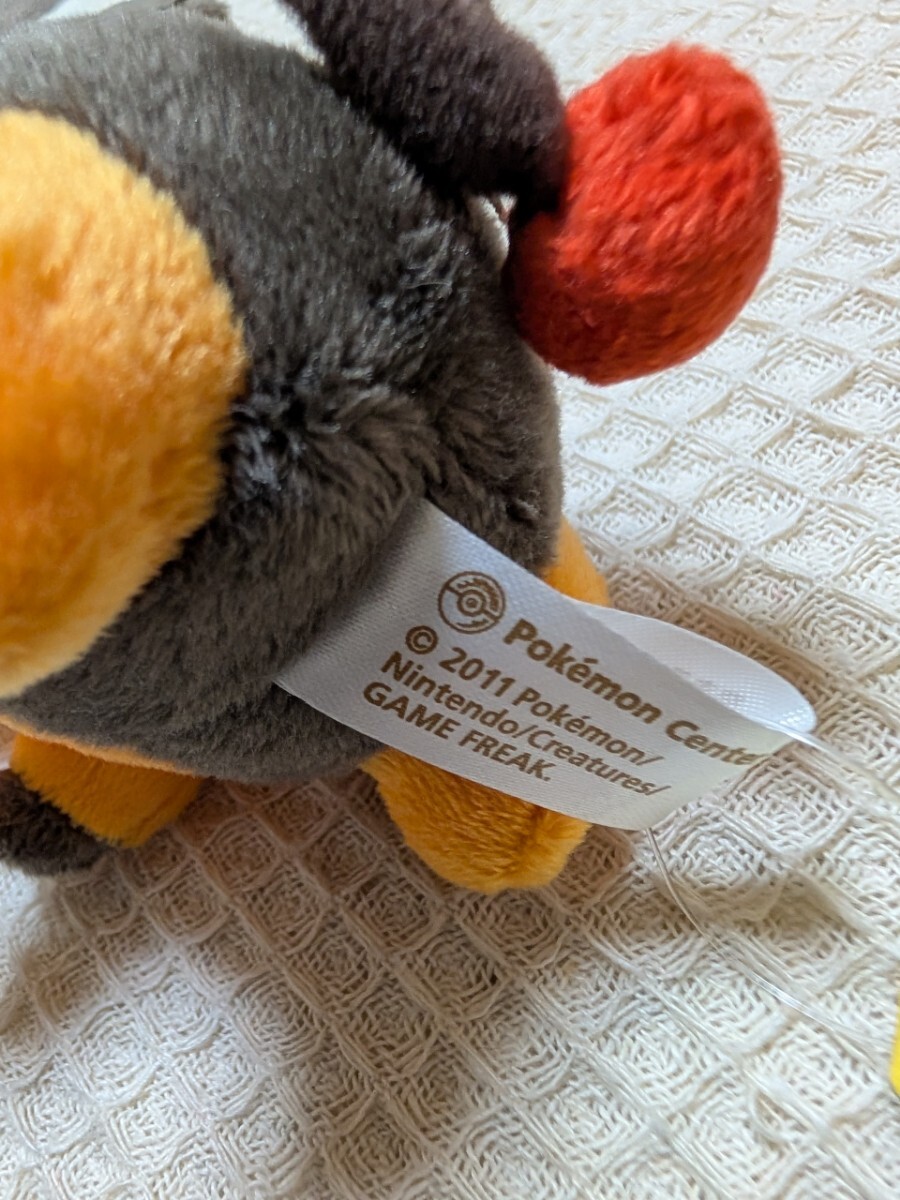 Pokémon Cente
© 2011 Pokémon/
Nintendo/Creatures/
GAME FREAK.